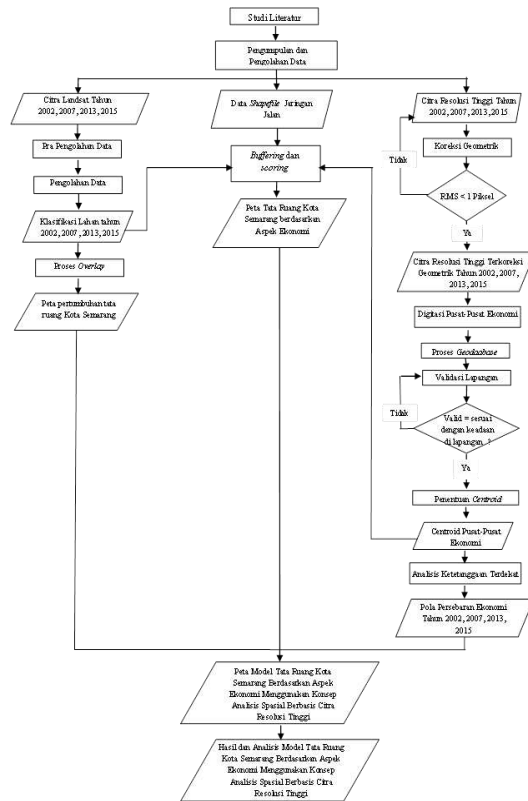 Studi Literatur
Pengumpulan dan
Pengolahan Data
Citra Landsat Tahun
2002, 2007, 2013, 2015
Data Shapefile Jaringan
Jalan
Citra Resolusi Tinggi Tahun
2002, 2007, 2013, 2015
Pra Pengolahan Data
Pengolahan Data
Klasifikasi Lahan tahun
2002, 2007, 2013, 2015
Proses Overlap
Peta pertumbuhan tata
ruang Kota Semarang
Buffering dan
scoring
Peta Tata Ruang Kota
Semarang berdasarkan
Aspek Ekonomi
Koreksi Geometrik
Tidak
RMS < 1 Piksel
Ya
Citra Resolusi Tinggi Terkoreksi
Geometrik Tahun 2002, 2007,
2013, 2015
Digitasi Pusat-Pusat Ekonomi
Proses Geodaabase
Validasi Lapangan
Tidak
Valid = sesuai
dengan keadaan
di lapangan..?
Ya
Penentuan Centroid
Centroid Pusat-Pusat
Ekonomi
Analisis Ketetanggaan Terdekat
Pola Persebaran Ekonomi
Tahun 2002, 2007, 2013,
2015
Peta Model Tata Ruang Kota
Semarang Berdasarkan Aspek
Ekonomi Menggunakan Konsep
Analisis Spasial Berbasis Citra
Resolusi Tinggi
Hasil dan Analisis Model Tata Ruang
Kota Semarang Berdasarkan Aspek
Ekonomi Menggunakan Konsep
Analisis Spasial Berbasis Citra
Resolusi Tinggi